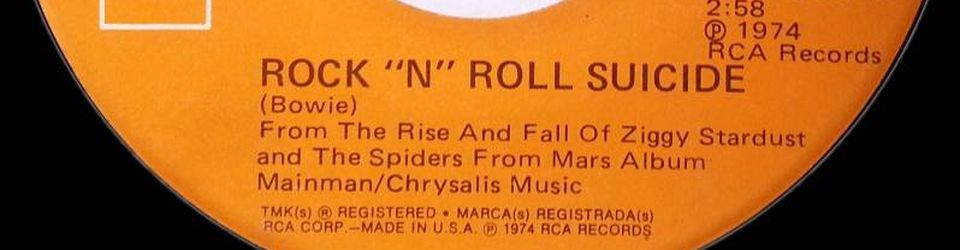 2:58
℗ 1974
RCA Records
ROCK "N" ROLL SUICIDE
(Bowie)
From The Rise And Fall Of Ziggy Stardust
and The Spiders From Mars Album
Mainman/Chrysalis Music
TMK(s) ® REGISTERED • MARCA(s) REGISTRADA(s)
RCA CORP.—MADE IN U.S.A. ℗ 1974 RCA RECORDS